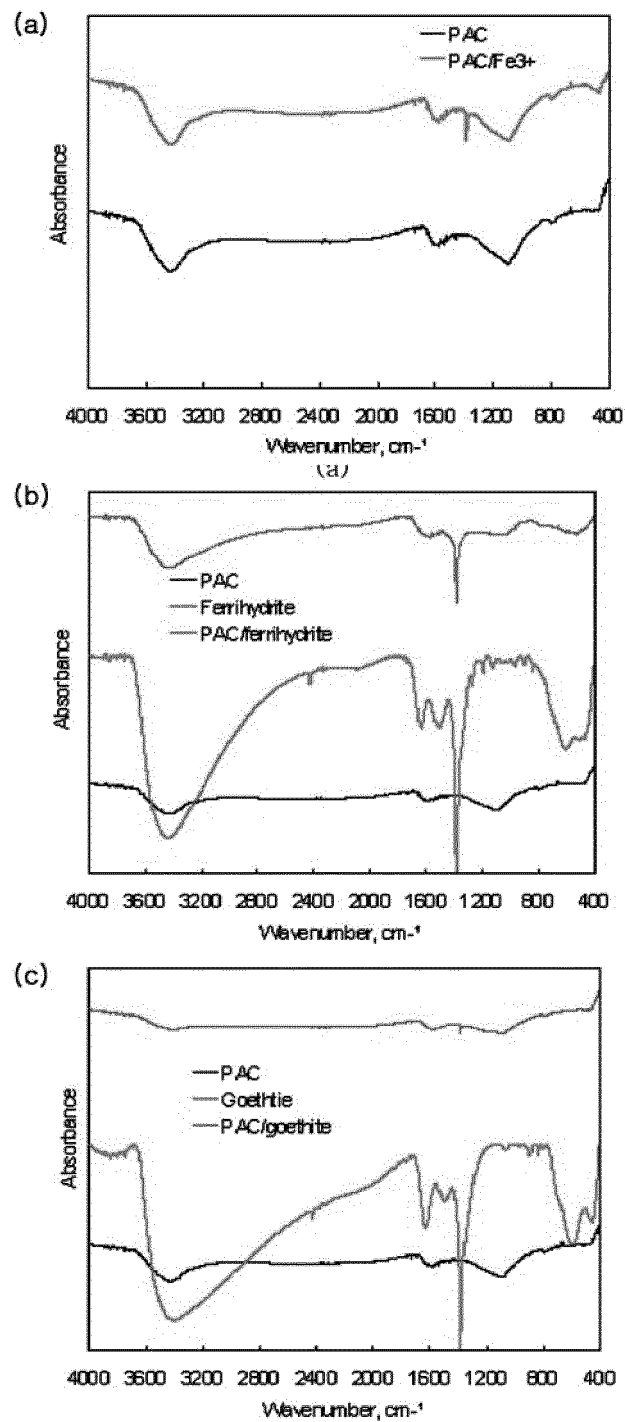 (a)
PAC
PAC/Fe3+
Absorbance
4000 3600 3200 2800 2400 2000 1600 1200 800 400
Wavenumber, cm-¹
(a)
(b)
PAC
Ferrihydrite
PAC/ferrihydrite
Absorbance
4000 3600 3200 2800 2400 2000 1600 1200 800 400
Wavenumber, cm-¹
(c)
PAC
Goethtie
PAC/goethite
Absorbance
4000 3600 3200 2800 2400 2000 1600 1200 800 400
Wavenumber, cm-¹